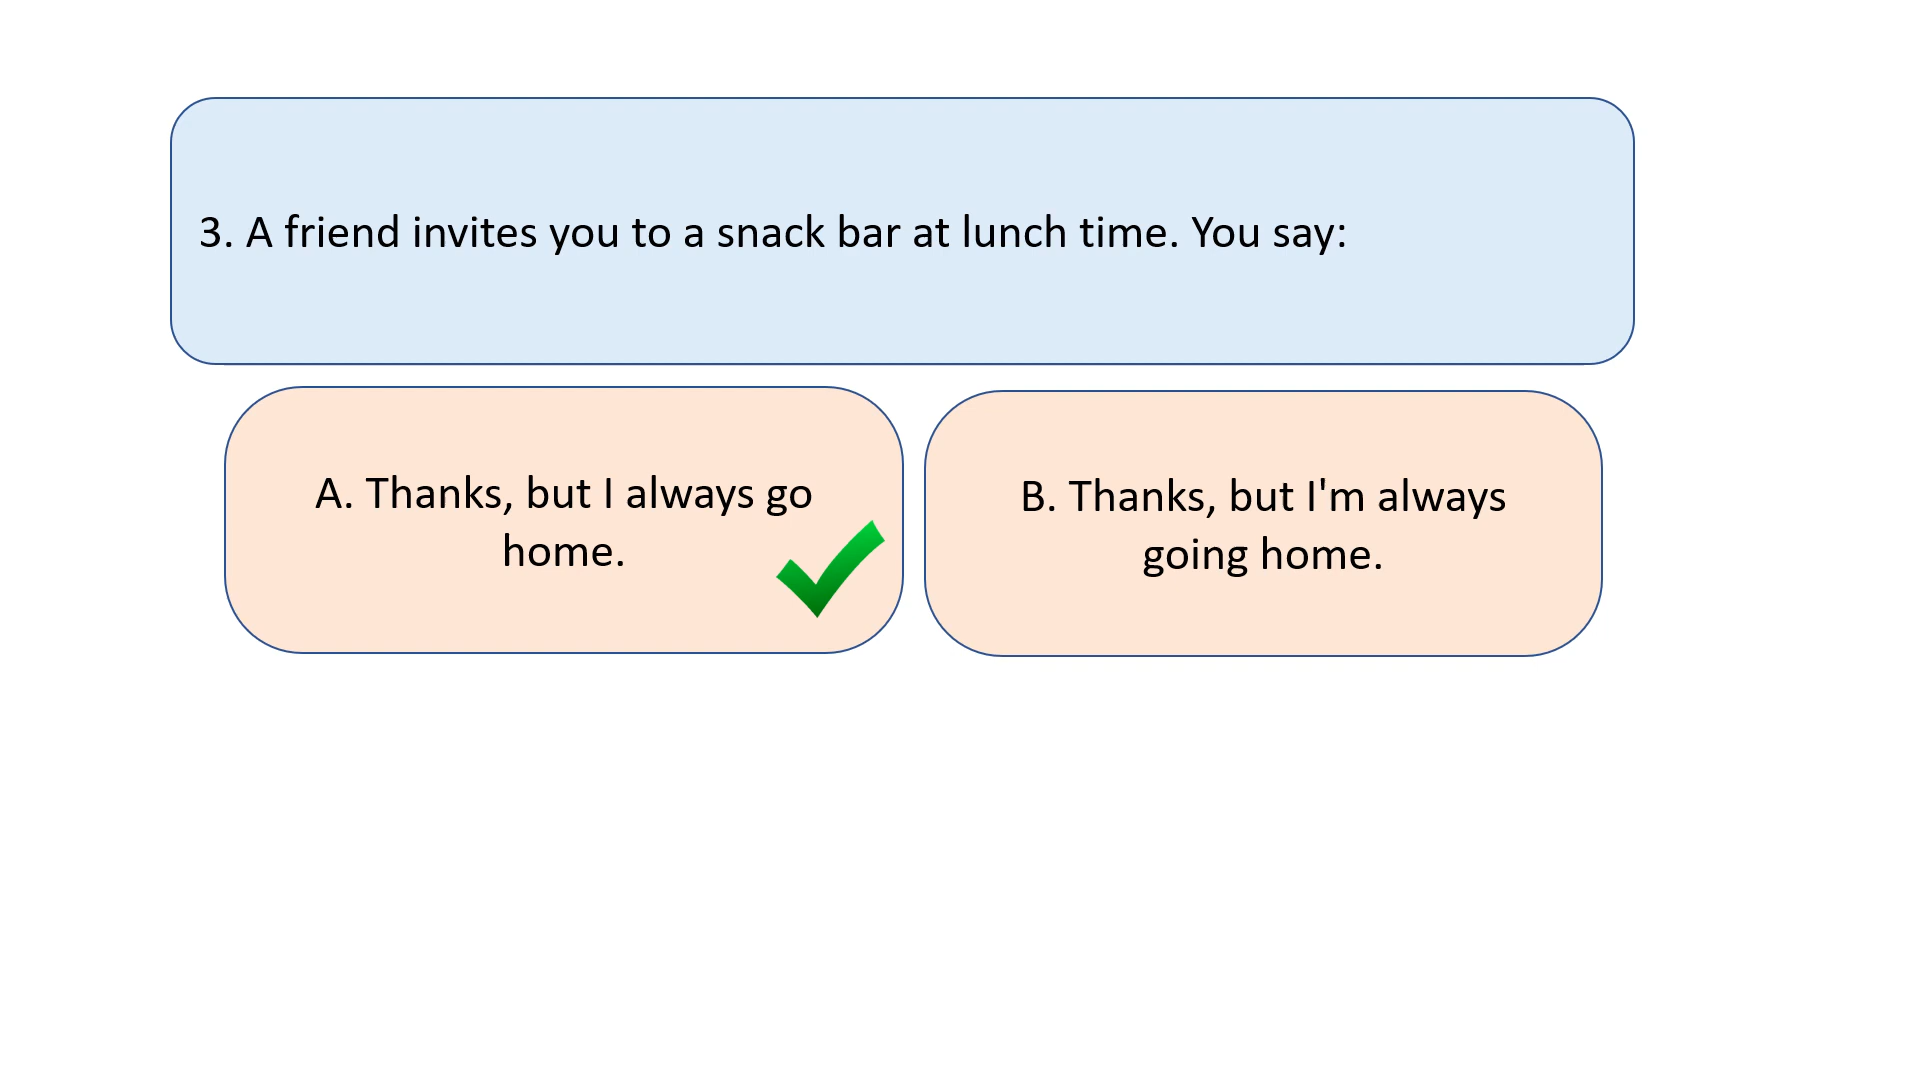 3. A friend invites you to a snack bar at lunch time. You say:
A. Thanks, but I always go
home.
B. Thanks, but I'm always
going home.